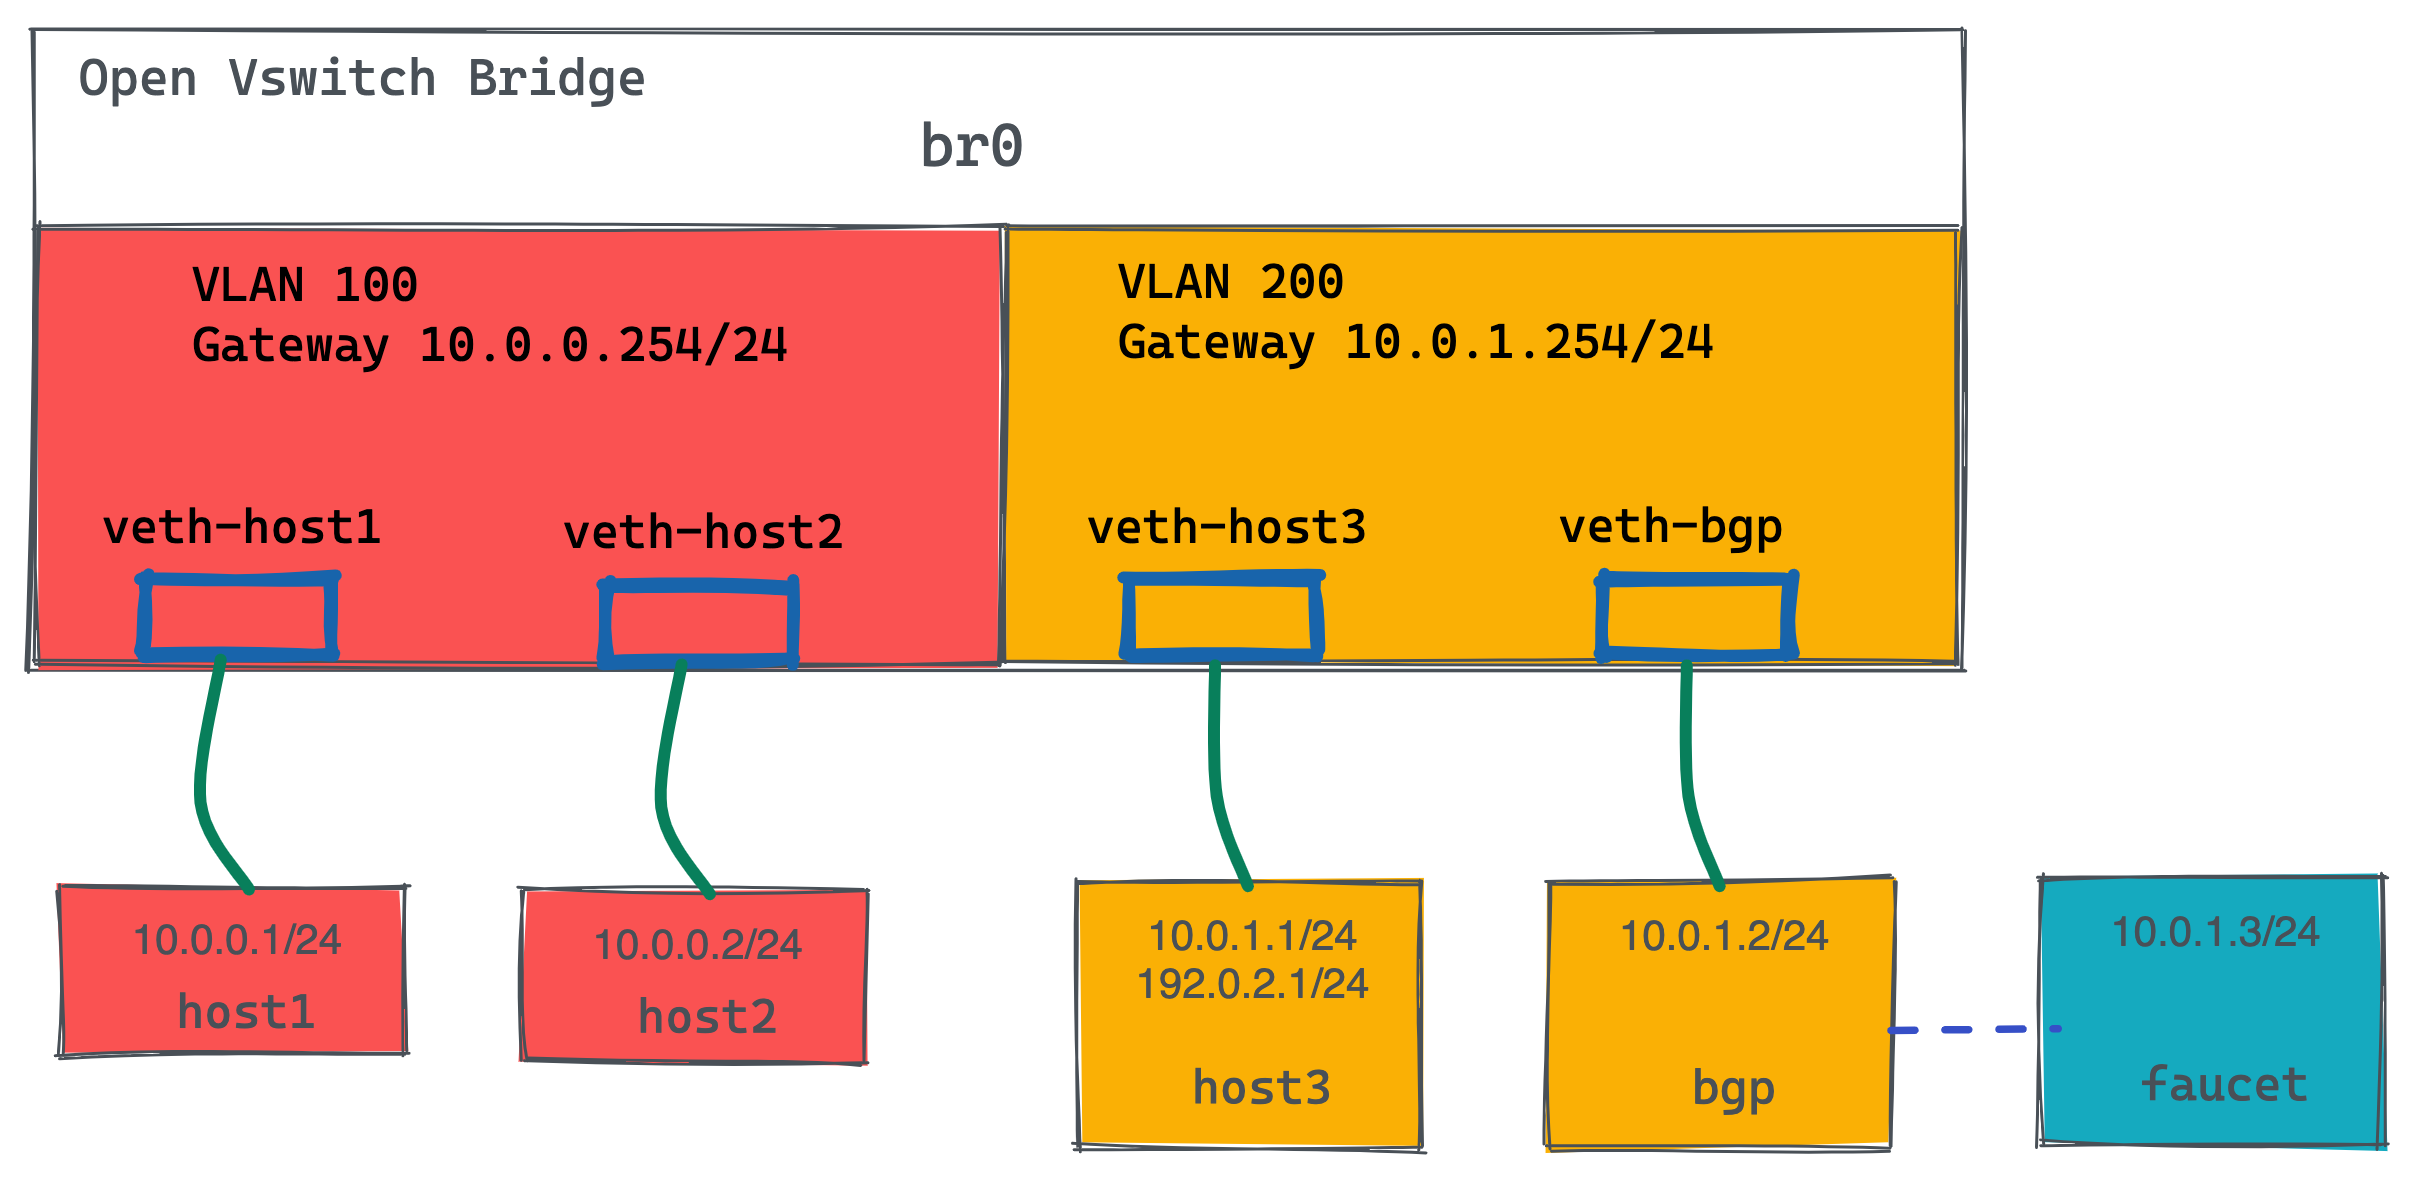 Open Vswitch Bridge
br0
VLAN 100
Gateway 10.0.0.254/24
VLAN 200
Gateway 10.0.1.254/24
veth-host1
veth-host2
veth-host3
veth-bgp
10.0.0.1/24
host1
10.0.0.2/24
host2
10.0.1.1/24
192.0.2.1/24
host3
10.0.1.2/24
bgp
10.0.1.3/24
faucet